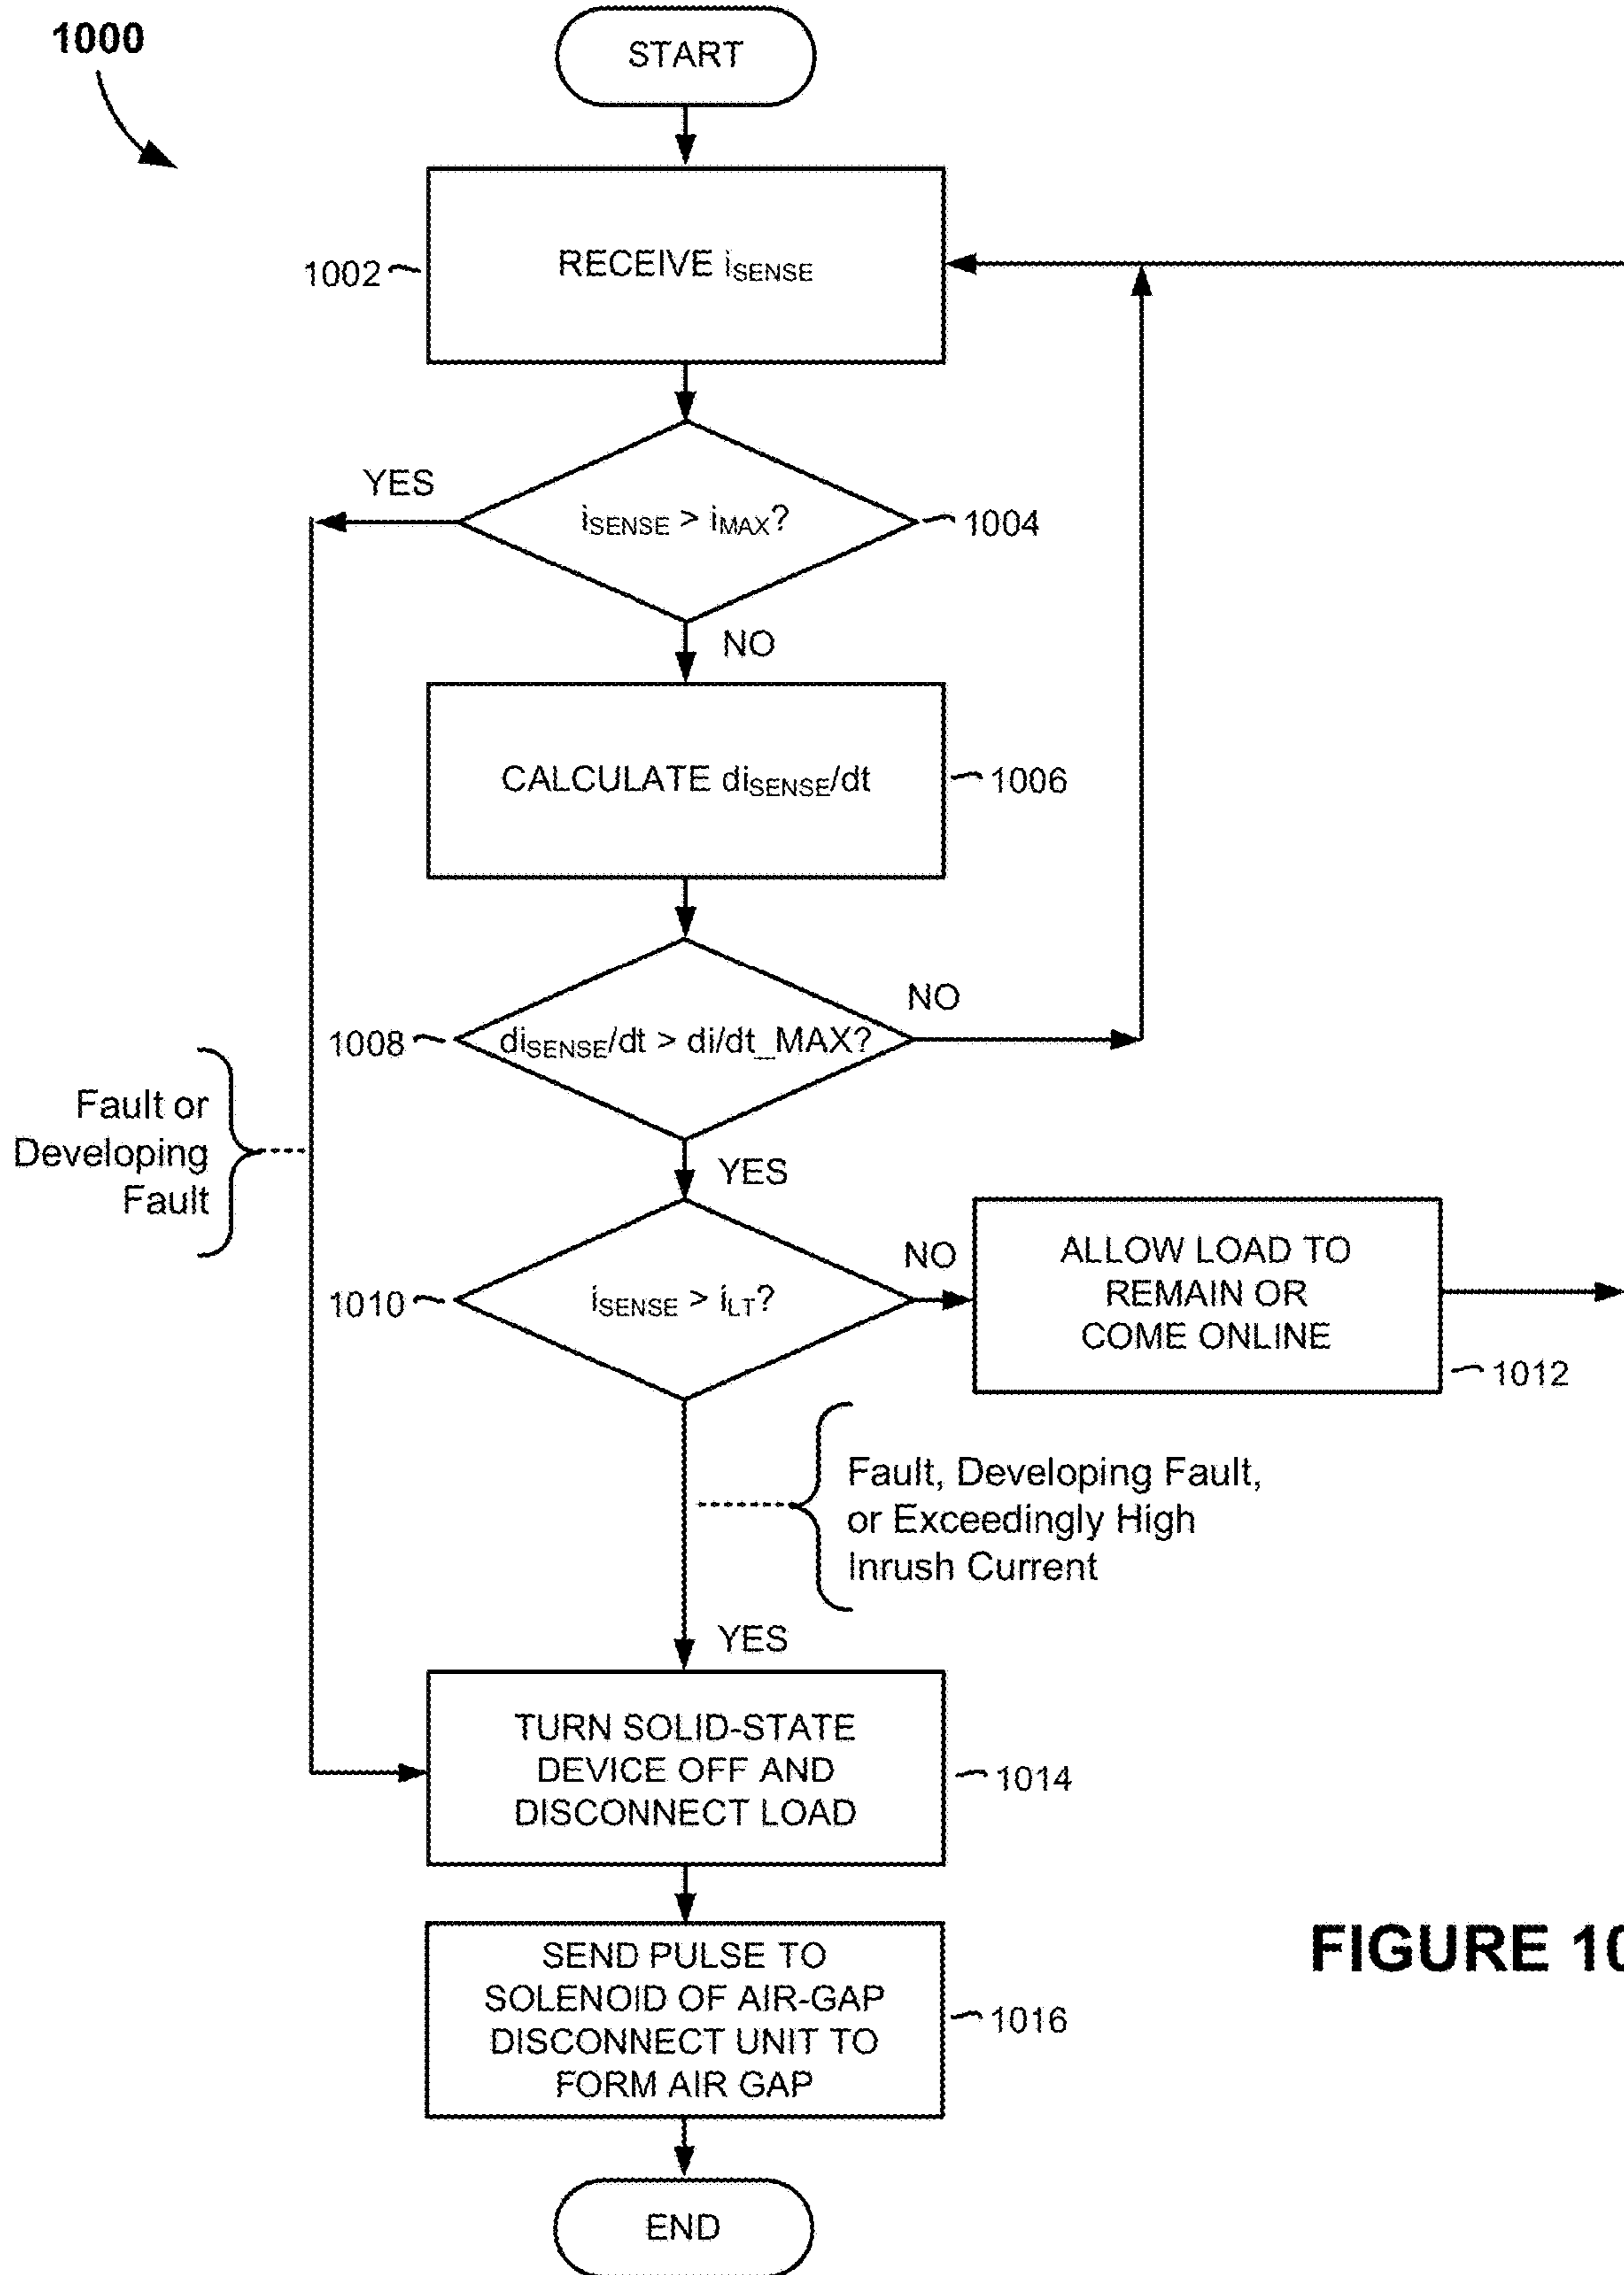 1000
START
RECEIVE iSENSE
1002
YES
iSENSE > iMAX?
1004
NO
CALCULATE diSENSE/dt
1006
NO
1008
diSENSE/dt > di/dt_MAX?
Fault or
Developing
Fault
YES
NO
ALLOW LOAD TO
REMAIN OR
COME ONLINE
1010
iSENSE > iLT?
1012
Fault, Developing Fault,
or Exceedingly High
Inrush Current
YES
TURN SOLID-STATE
DEVICE OFF AND
DISCONNECT LOAD
1014
SEND PULSE TO
SOLENOID OF AIR-GAP
DISCONNECT UNIT TO
FORM AIR GAP
1016
FIGURE 10
END